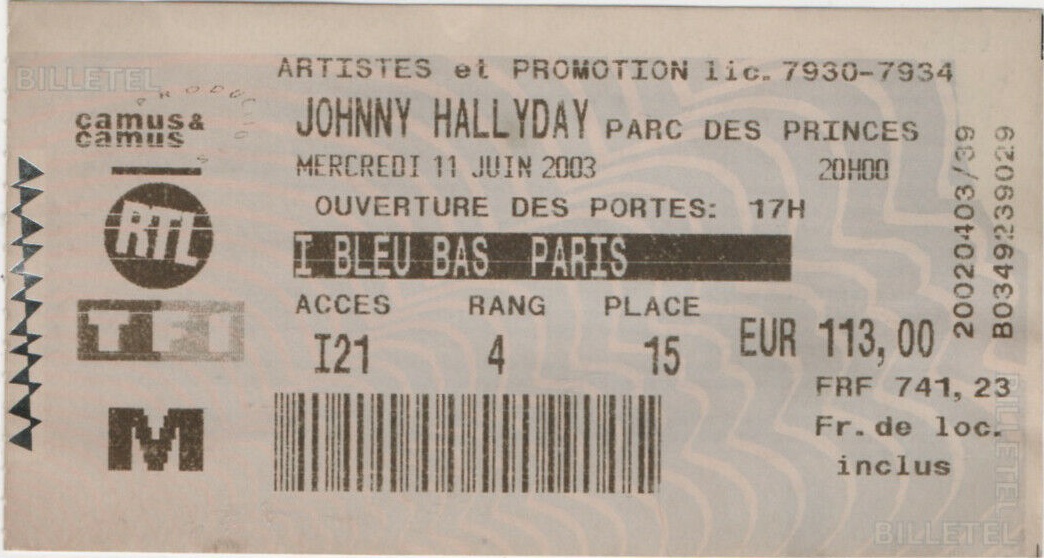 BILLETEL
ARTISTES et PROMOTION lic. 7930-7934
camus&
camus
PRODUCTIO
JOHNNY HALLYDAY PARC DES PRINCES
MERCREDI 11 JUIN 2003 20H00
OUVERTURE DES PORTES: 17H
RTL
I BLEU BAS PARIS
TF1
ACCES RANG PLACE
I21 4 15 EUR 113,00
FRF 741,23
M
Fr. de loc.
inclus
20020403/39
B0349239029
BILLETEL
BILLETEL